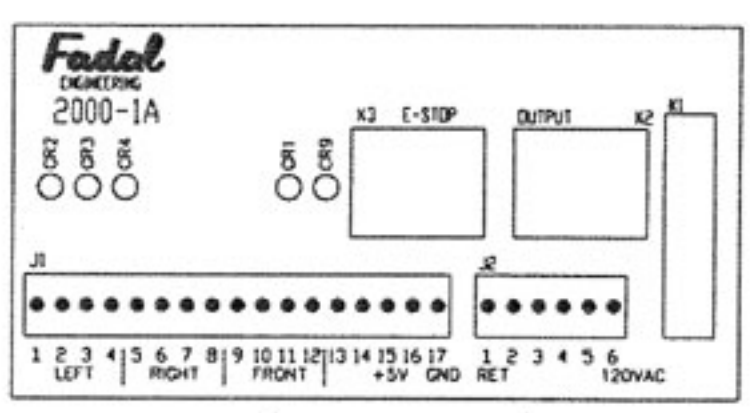 Fadal
ENGINEERING
2000-1A
CR2 CR3 CR4 CR1 CR9
K3 E-STOP OUTPUT K2 K1
J1 J2
1 2 3 4 5 6 7 8 9 10 11 12 13 14 15 16 17 1 2 3 4 5 6
LEFT RIGHT FRONT +5V GND RET 120VAC